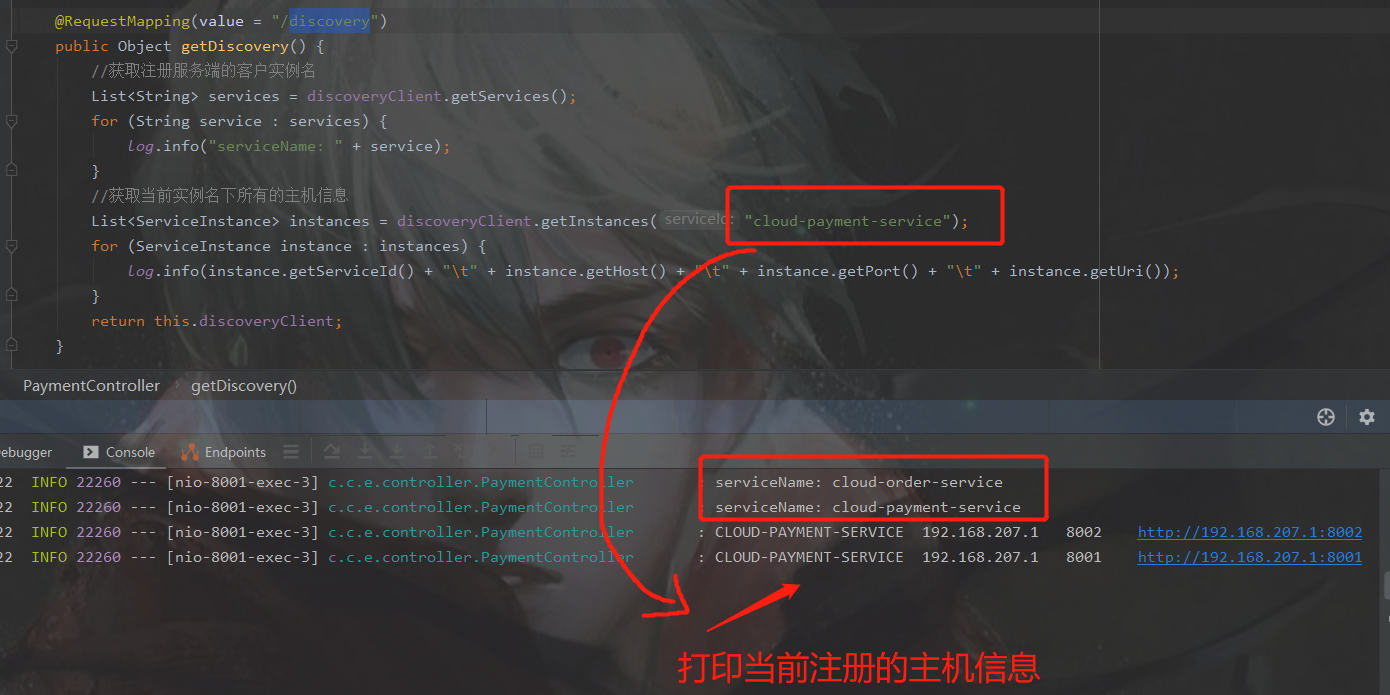 @RequestMapping(value = "/discovery")
public Object getDiscovery() {
//获取注册服务端的客户实例名
List<String> services = discoveryClient.getServices();
for (String service : services) {
log.info("serviceName: " + service);
}
//获取当前实例名下所有的主机信息
List<ServiceInstance> instances = discoveryClient.getInstances( serviceId: "cloud-payment-service");
for (ServiceInstance instance : instances) {
log.info(instance.getServiceId() + "\t" + instance.getHost() + "\t" + instance.getPort() + "\t" + instance.getUri());
}
return this.discoveryClient;
}
PaymentController › getDiscovery()
ebugger Console Endpoints
22 INFO 22260 --- [nio-8001-exec-3] c.c.e.controller.PaymentController : serviceName: cloud-order-service
22 INFO 22260 --- [nio-8001-exec-3] c.c.e.controller.PaymentController : serviceName: cloud-payment-service
22 INFO 22260 --- [nio-8001-exec-3] c.c.e.controller.PaymentController : CLOUD-PAYMENT-SERVICE 192.168.207.1 8002 http://192.168.207.1:8002
22 INFO 22260 --- [nio-8001-exec-3] c.c.e.controller.PaymentController : CLOUD-PAYMENT-SERVICE 192.168.207.1 8001 http://192.168.207.1:8001
打印当前注册的主机信息